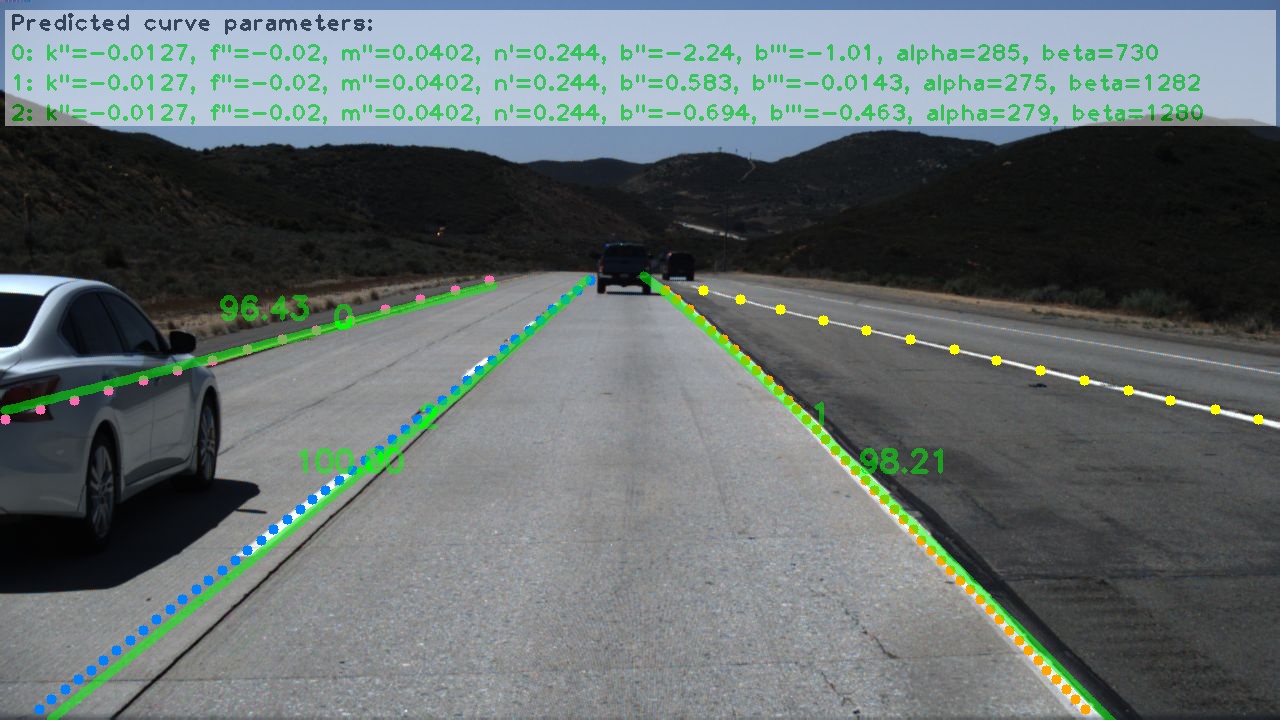 Predicted curve parameters:
0: k''=-0.0127, f''=-0.02, m''=0.0402, n'=0.244, b''=-2.24, b'''=-1.01, alpha=285, beta=730
1: k''=-0.0127, f''=-0.02, m''=0.0402, n'=0.244, b''=0.583, b'''=-0.0143, alpha=275, beta=1282
2: k''=-0.0127, f''=-0.02, m''=0.0402, n'=0.244, b''=-0.694, b'''=-0.463, alpha=279, beta=1280
96.43 0
1
98.21